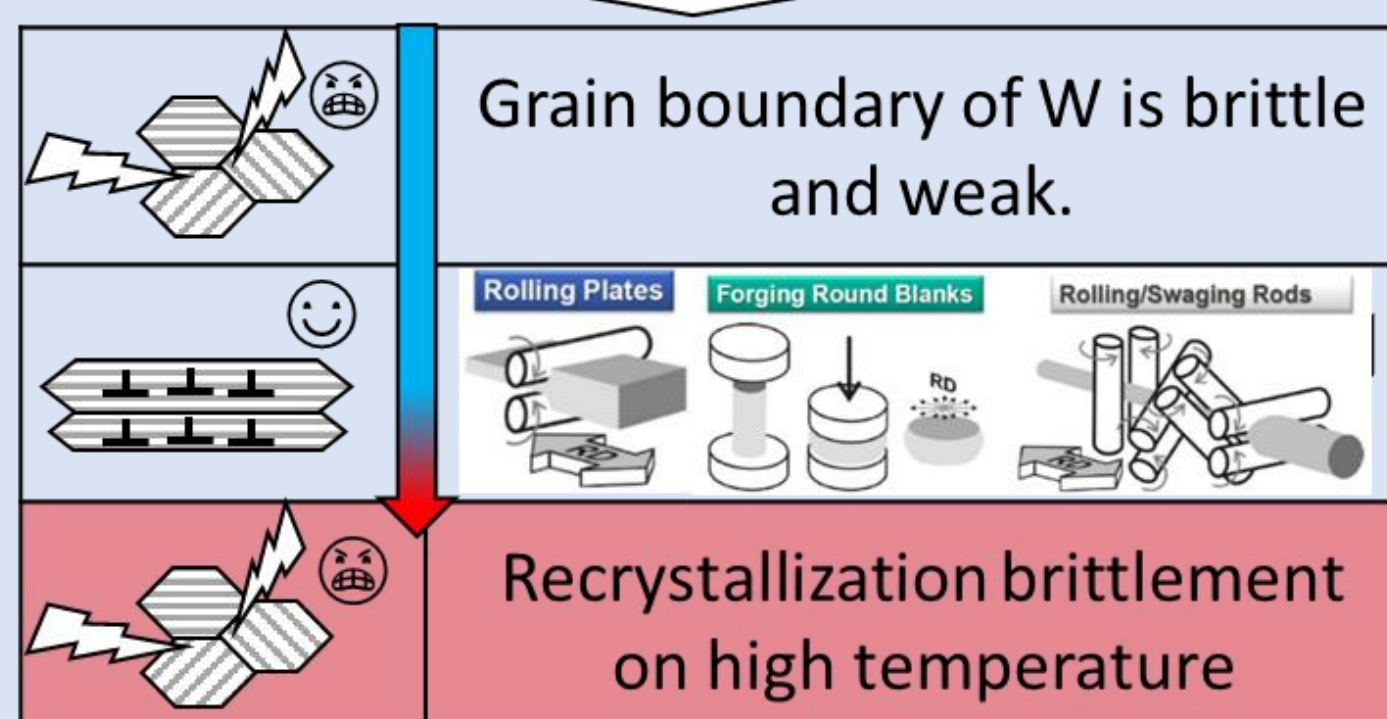 Grain boundary of W is brittle
and weak.
Rolling Plates
Forging Round Blanks
Rolling/Swaging Rods
RD
RD
RD
Recrystallization brittlement
on high temperature